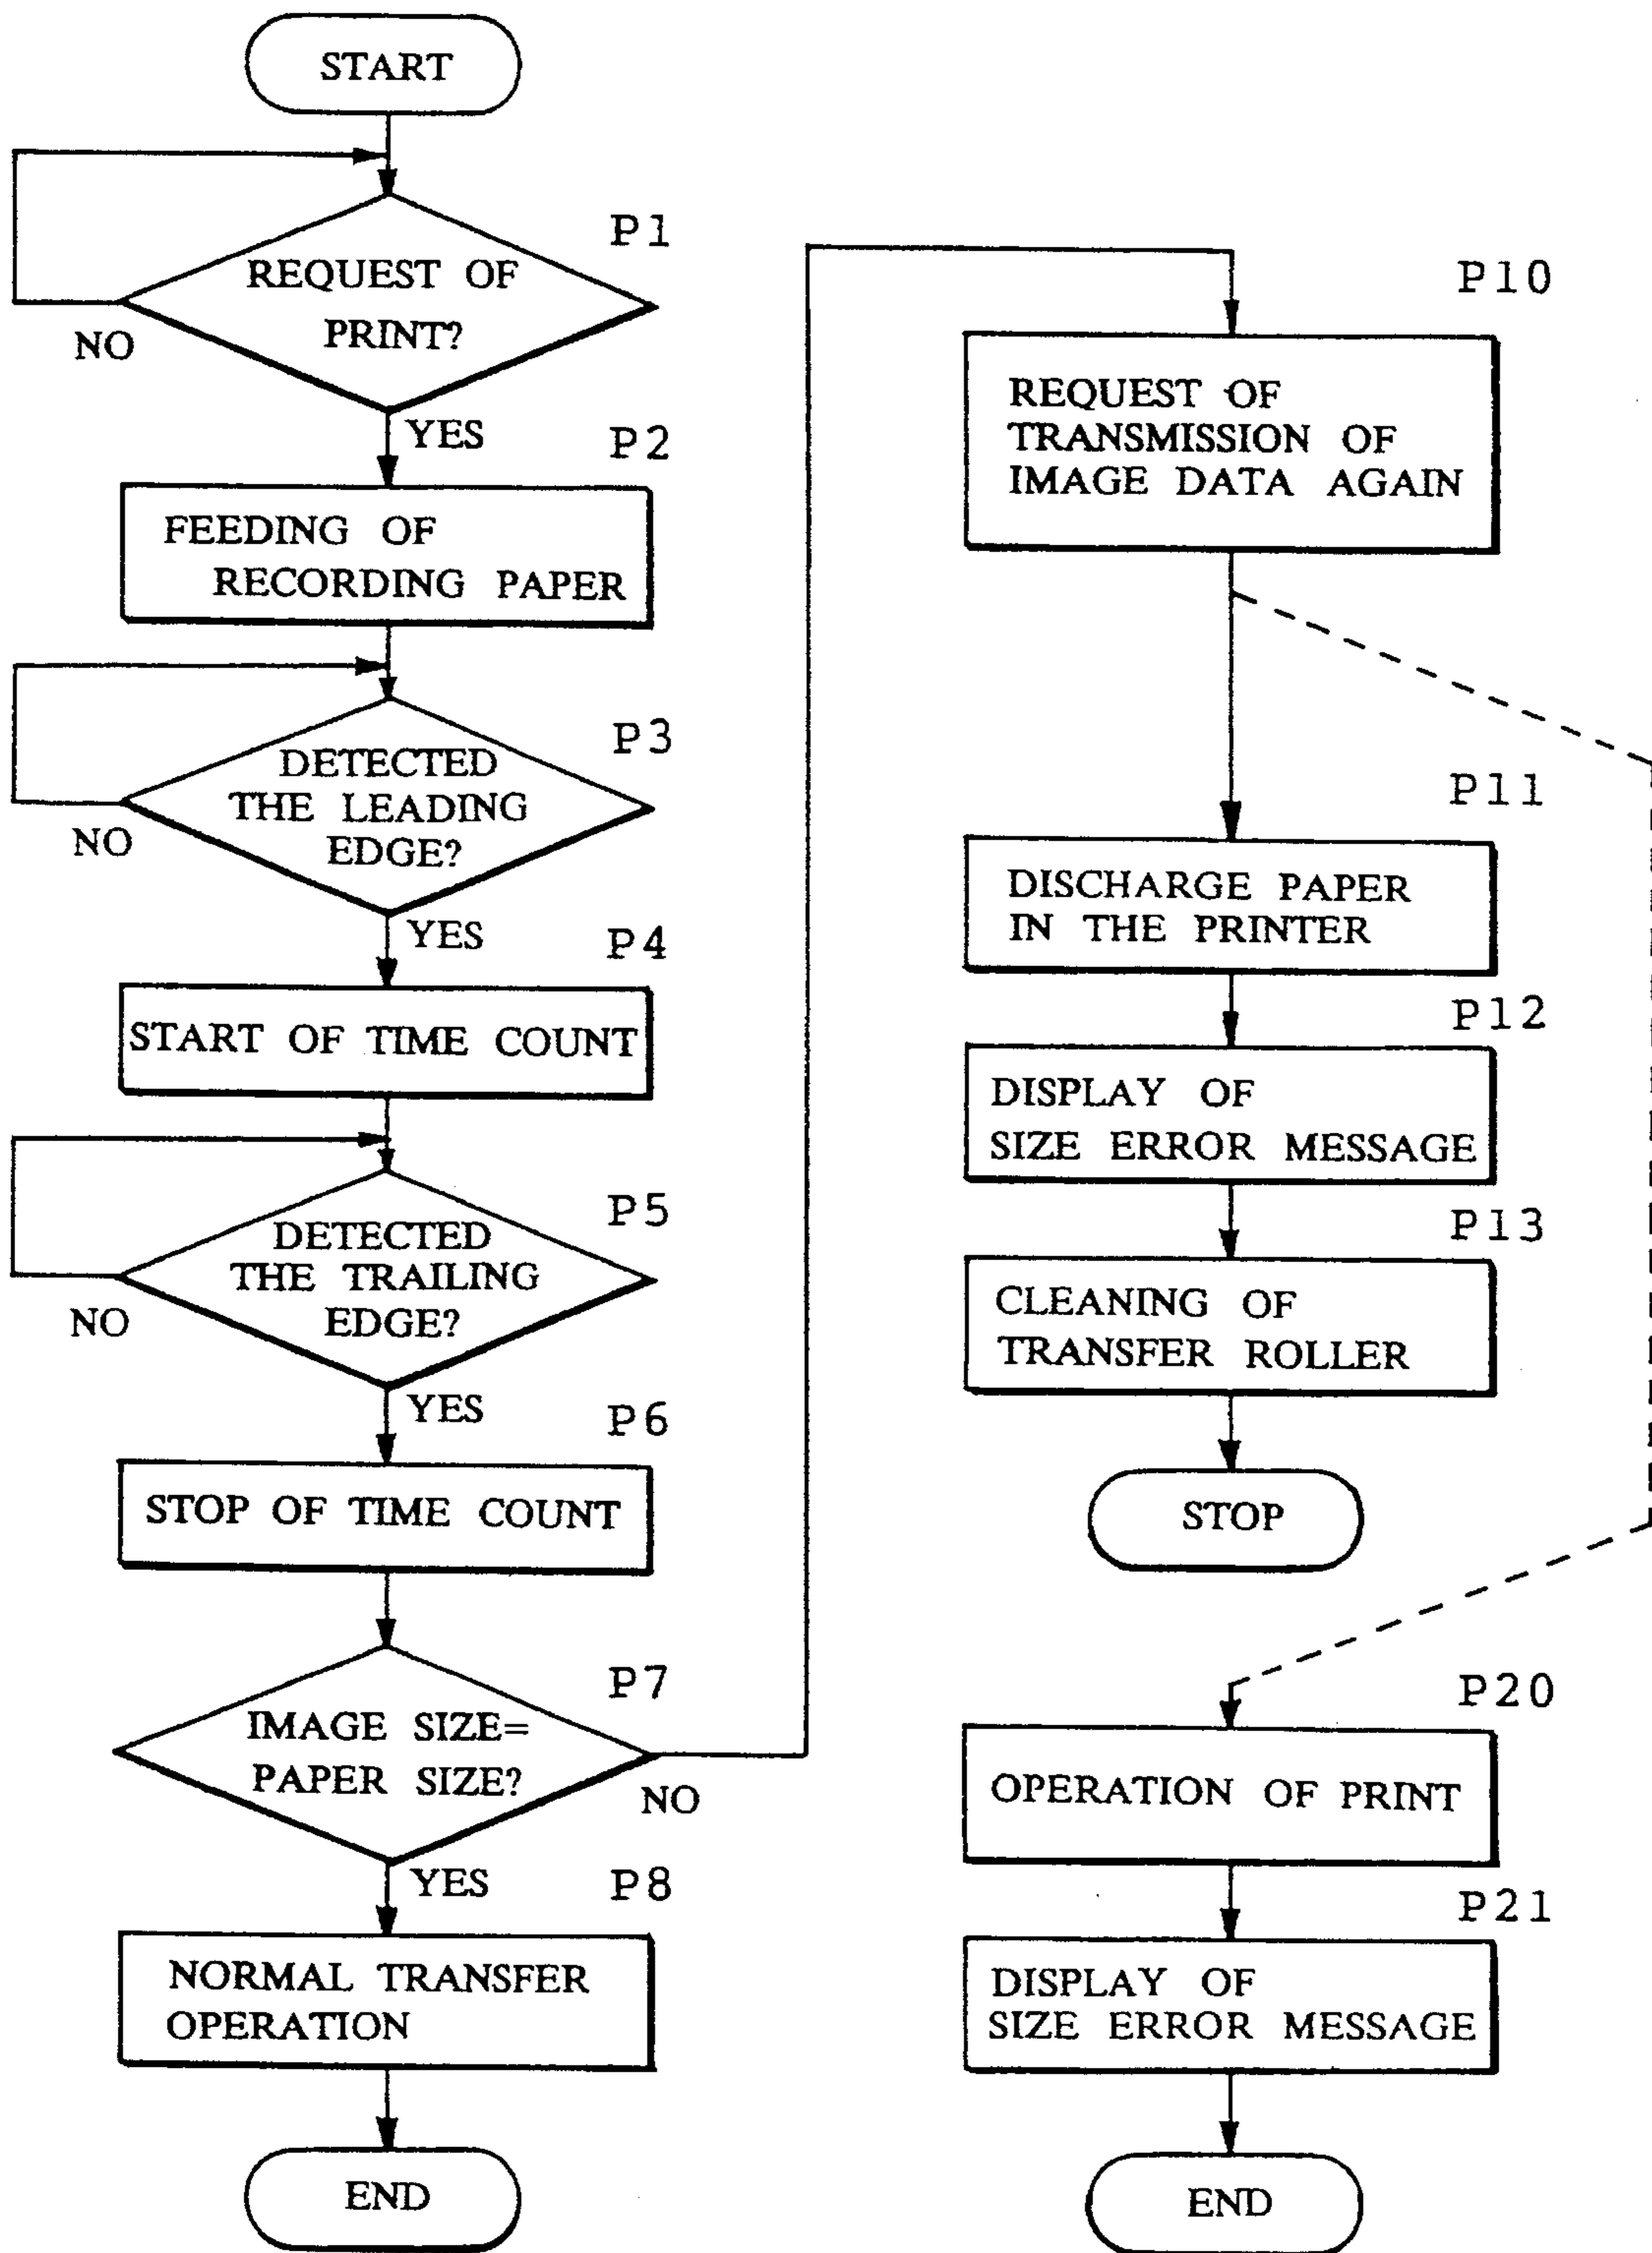 START
P1
REQUEST OF
PRINT?
NO
YES
P2
FEEDING OF
RECORDING PAPER
P3
DETECTED
THE LEADING
EDGE?
NO
YES
P4
START OF TIME COUNT
P5
DETECTED
THE TRAILING
EDGE?
NO
YES
P6
STOP OF TIME COUNT
P7
IMAGE SIZE=
PAPER SIZE?
NO
YES
P8
NORMAL TRANSFER
OPERATION
END
P10
REQUEST OF
TRANSMISSION OF
IMAGE DATA AGAIN
P11
DISCHARGE PAPER
IN THE PRINTER
P12
DISPLAY OF
SIZE ERROR MESSAGE
P13
CLEANING OF
TRANSFER ROLLER
STOP
P20
OPERATION OF PRINT
P21
DISPLAY OF
SIZE ERROR MESSAGE
END